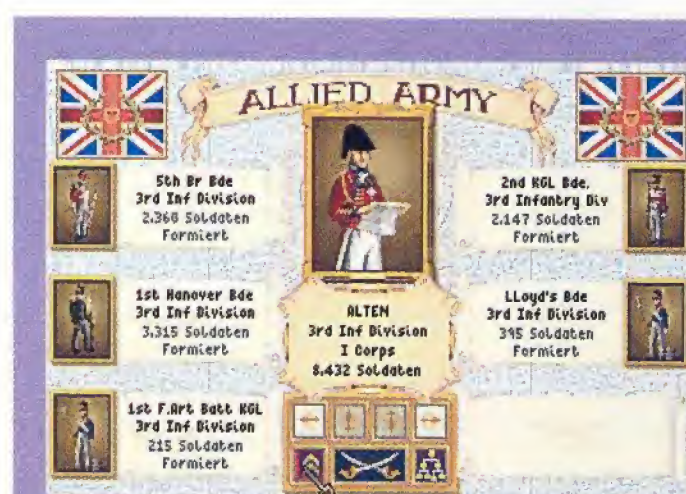 ALLIED ARMY
5th Br Bde
3rd Inf Division
2.360 Soldaten
Formiert
1st Hanover Bde
3rd Inf Division
3.315 Soldaten
Formiert
1st F.Art Batt KGL
3rd Inf Division
215 Soldaten
Formiert
ALTEN
3rd Inf Division
I Corps
8.432 Soldaten
2nd KGL Bde,
3rd Infantry Div
2.147 Soldaten
Formiert
LLoyd's Bde
3rd Inf Division
395 Soldaten
Formiert